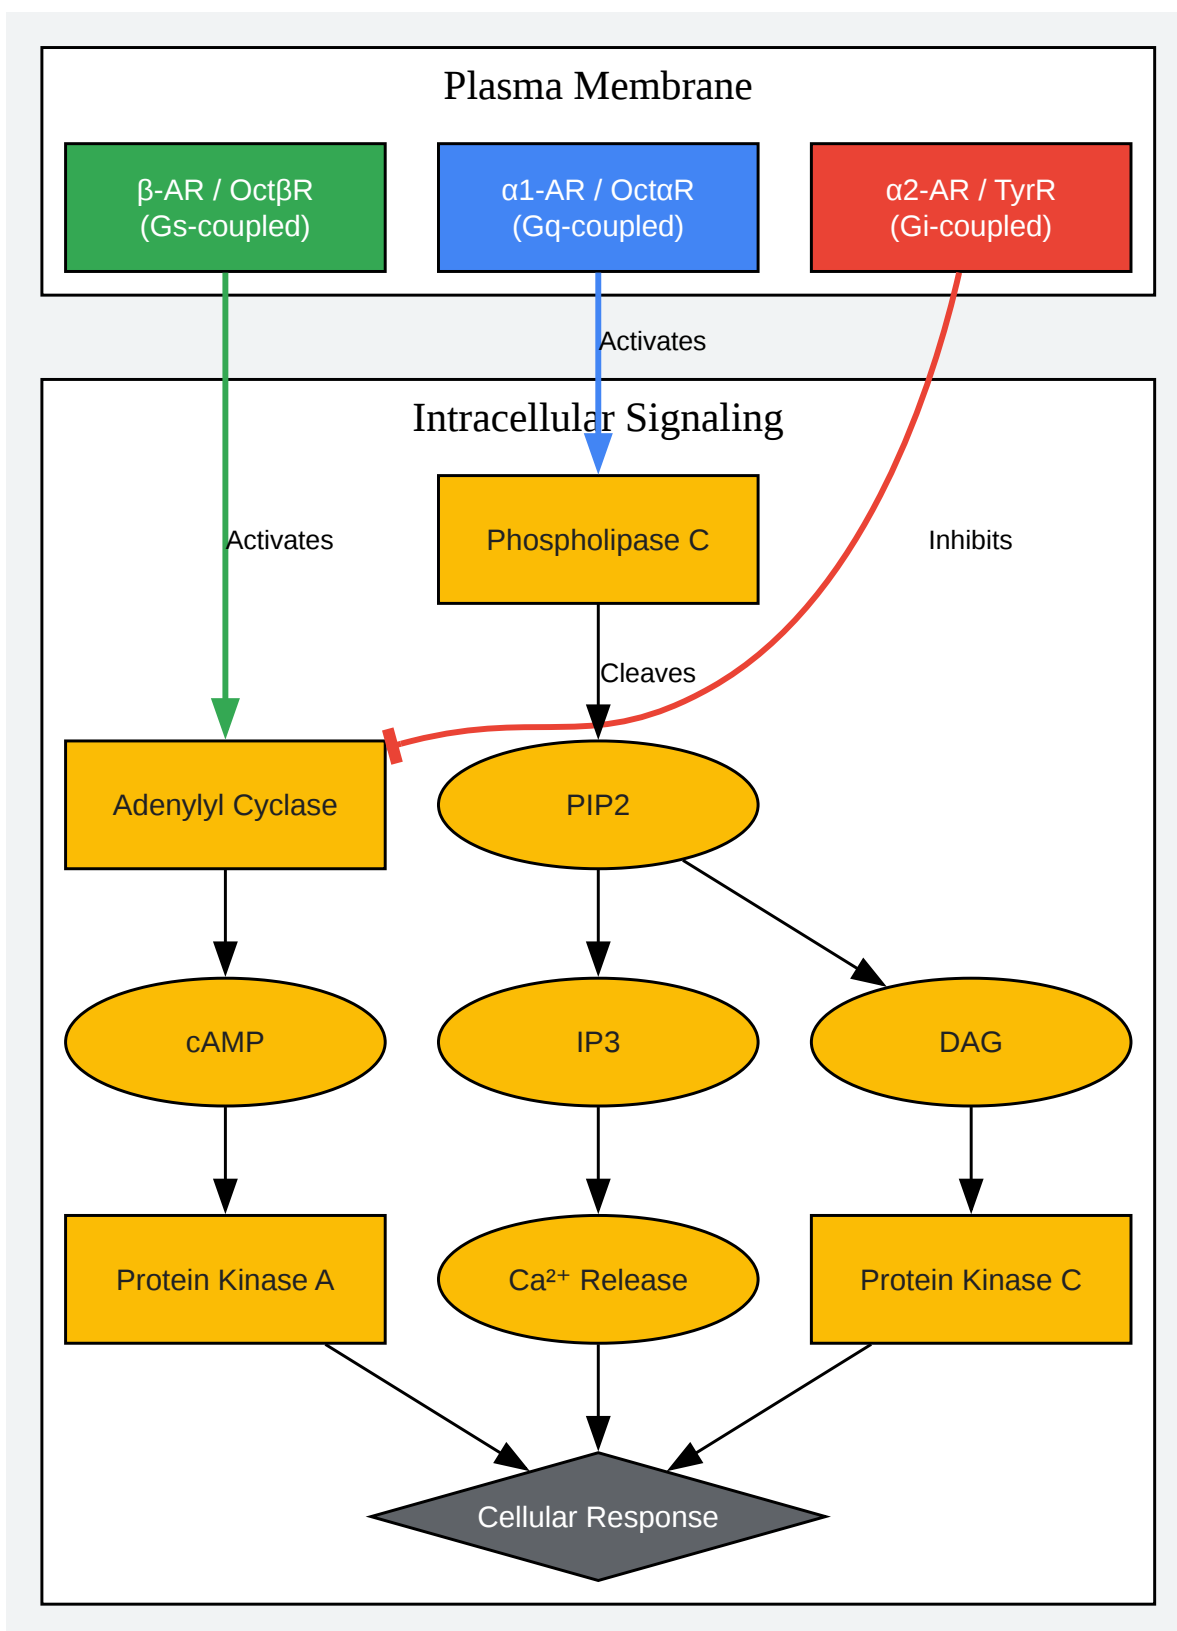 Plasma Membrane
β-AR / OctβR
(Gs-coupled)
α1-AR / OctαR
(Gq-coupled)
α2-AR / TyrR
(Gi-coupled)
Activates
Intracellular Signaling
Activates
Phospholipase C
Inhibits
Cleaves
Adenylyl Cyclase
PIP2
cAMP
IP3
DAG
Protein Kinase A
Ca²⁺ Release
Protein Kinase C
Cellular Response